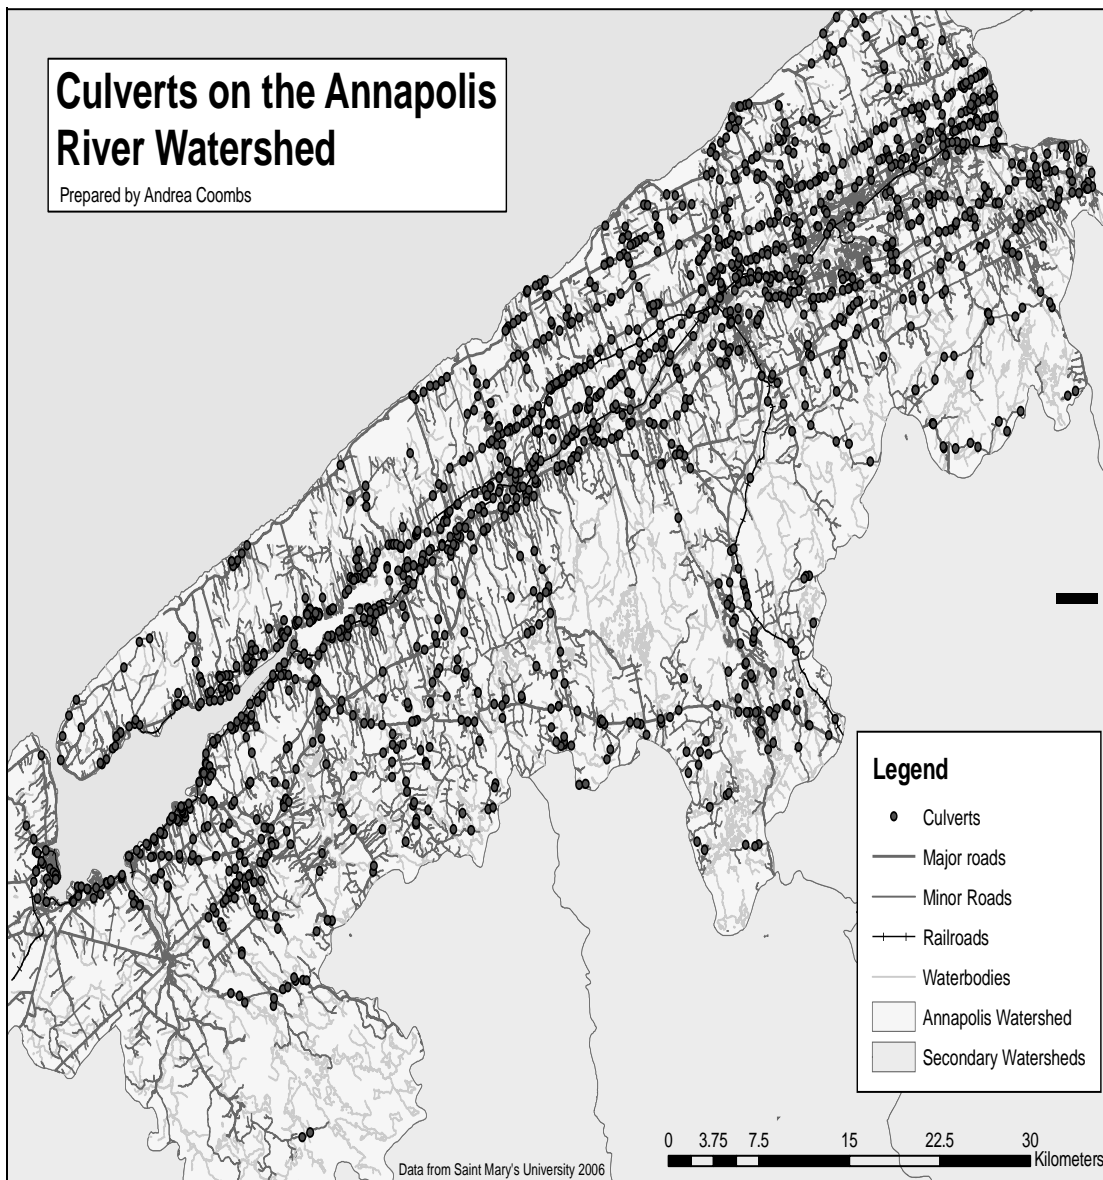 Culverts on the Annapolis
River Watershed
Prepared by Andrea Coombs
Legend
Culverts
Major roads
Minor Roads
Railroads
Waterbodies
Annapolis Watershed
Secondary Watersheds
0 3.75 7.5 15 22.5 30
Kilometers
Data from Saint Mary's University 2006